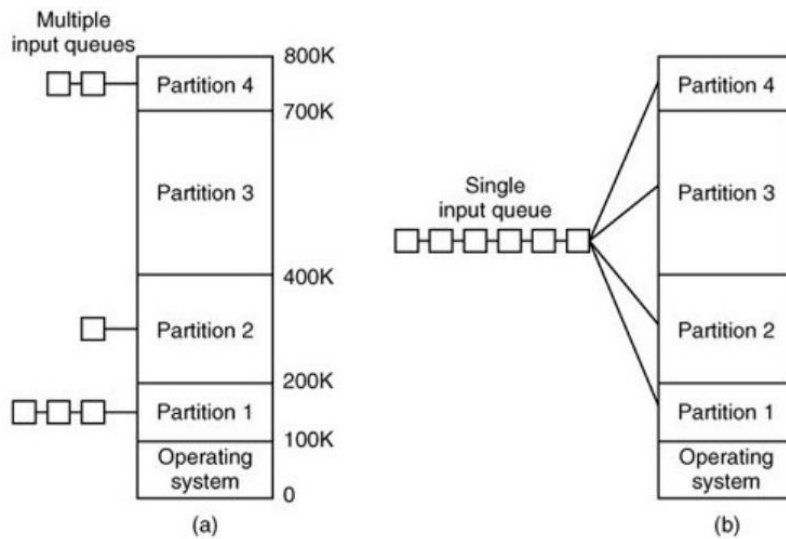 Multiple
input queues
800K
Partition 4
700K
Partition 3
400K
Partition 2
200K
Partition 1
100K
Operating
system
0
(a)
Single
input queue
Partition 4
Partition 3
Partition 2
Partition 1
Operating
system
(b)